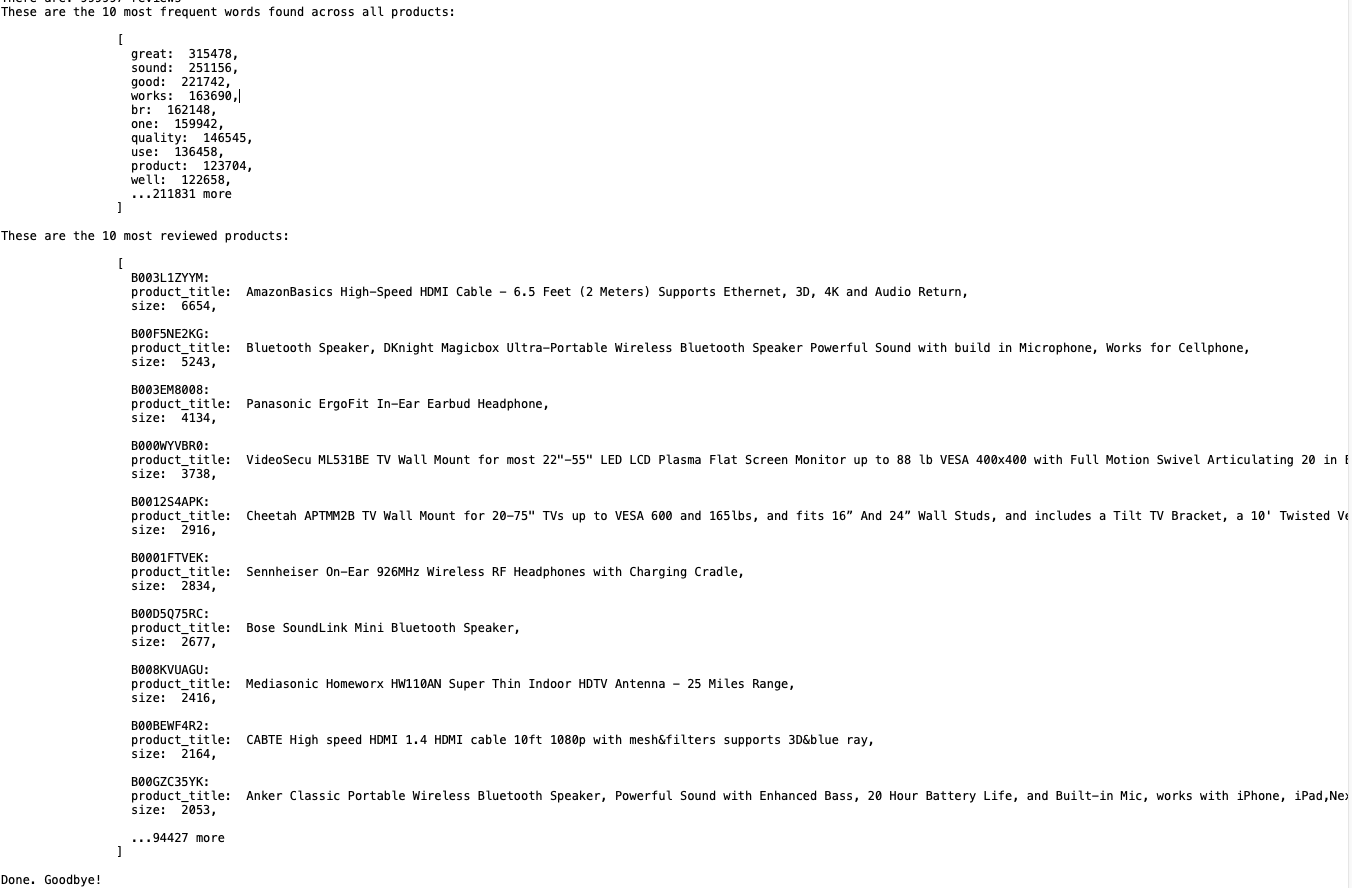 These are the 10 most frequent words found across all products:
[
great:  315478,
sound:  251156,
good:  221742,
works:  163690,
br:  162148,
one:  159942,
quality:  146545,
use:  136458,
product:  123704,
well:  122658,
...211831 more
]
These are the 10 most reviewed products:
[
B003L1ZYYM:
product_title:  AmazonBasics High-Speed HDMI Cable - 6.5 Feet (2 Meters) Supports Ethernet, 3D, 4K and Audio Return,
size:  6654,
B00F5NE2KG:
product_title:  Bluetooth Speaker, DKnight Magicbox Ultra-Portable Wireless Bluetooth Speaker Powerful Sound with build in Microphone, Works for Cellphone,
size:  5243,
B003EM8008:
product_title:  Panasonic ErgoFit In-Ear Earbud Headphone,
size:  4134,
B000WYVBR0:
product_title:  VideoSecu ML531BE TV Wall Mount for most 22"-55" LED LCD Plasma Flat Screen Monitor up to 88 lb VESA 400x400 with Full Motion Swivel Articulating 20 in
size:  3738,
B0012S4APK:
product_title:  Cheetah APTMM2B TV Wall Mount for 20-75" TVs up to VESA 600 and 165lbs, and fits 16” And 24” Wall Studs, and includes a Tilt TV Bracket, a 10' Twisted
size:  2916,
B0001FTVEK:
product_title:  Sennheiser On-Ear 926MHz Wireless RF Headphones with Charging Cradle,
size:  2834,
B00D5Q75RC:
product_title:  Bose SoundLink Mini Bluetooth Speaker,
size:  2677,
B008KVUAGU:
product_title:  Mediasonic Homeworx HW110AN Super Thin Indoor HDTV Antenna - 25 Miles Range,
size:  2416,
B00BEWF4R2:
product_title:  CABTE High speed HDMI 1.4 HDMI cable 10ft 1080p with mesh&filters supports 3D&blue ray,
size:  2164,
B00GZC35YK:
product_title:  Anker Classic Portable Wireless Bluetooth Speaker, Powerful Sound with Enhanced Bass, 20 Hour Battery Life, and Built-in Mic, works with iPhone, iPad,
size:  2053,
...94427 more
]
Done. Goodbye!